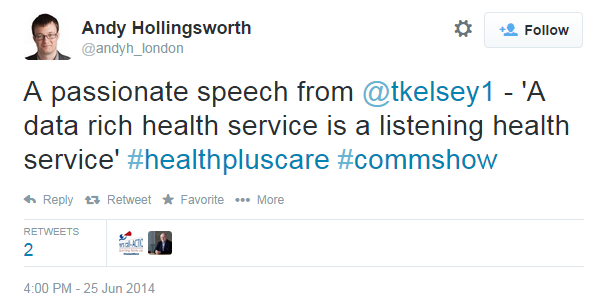 Andy Hollingsworth
@andyh_london
Follow
A passionate speech from @tkelsey1 - 'A
data rich health service is a listening health
service' #healthpluscare #commshow
Reply Retweet Favorite More
RETWEETS
2
4:00 PM - 25 Jun 2014